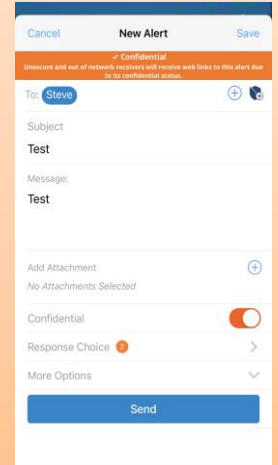 Cancel New Alert Save
✓ Confidential
Unsecure and out of network receivers will receive web links to this alert due
to its confidential status.
To: Steve
Subject
Test
Message:
Test
Add Attachment
No Attachments Selected
Confidential
Response Choice
More Options
Send